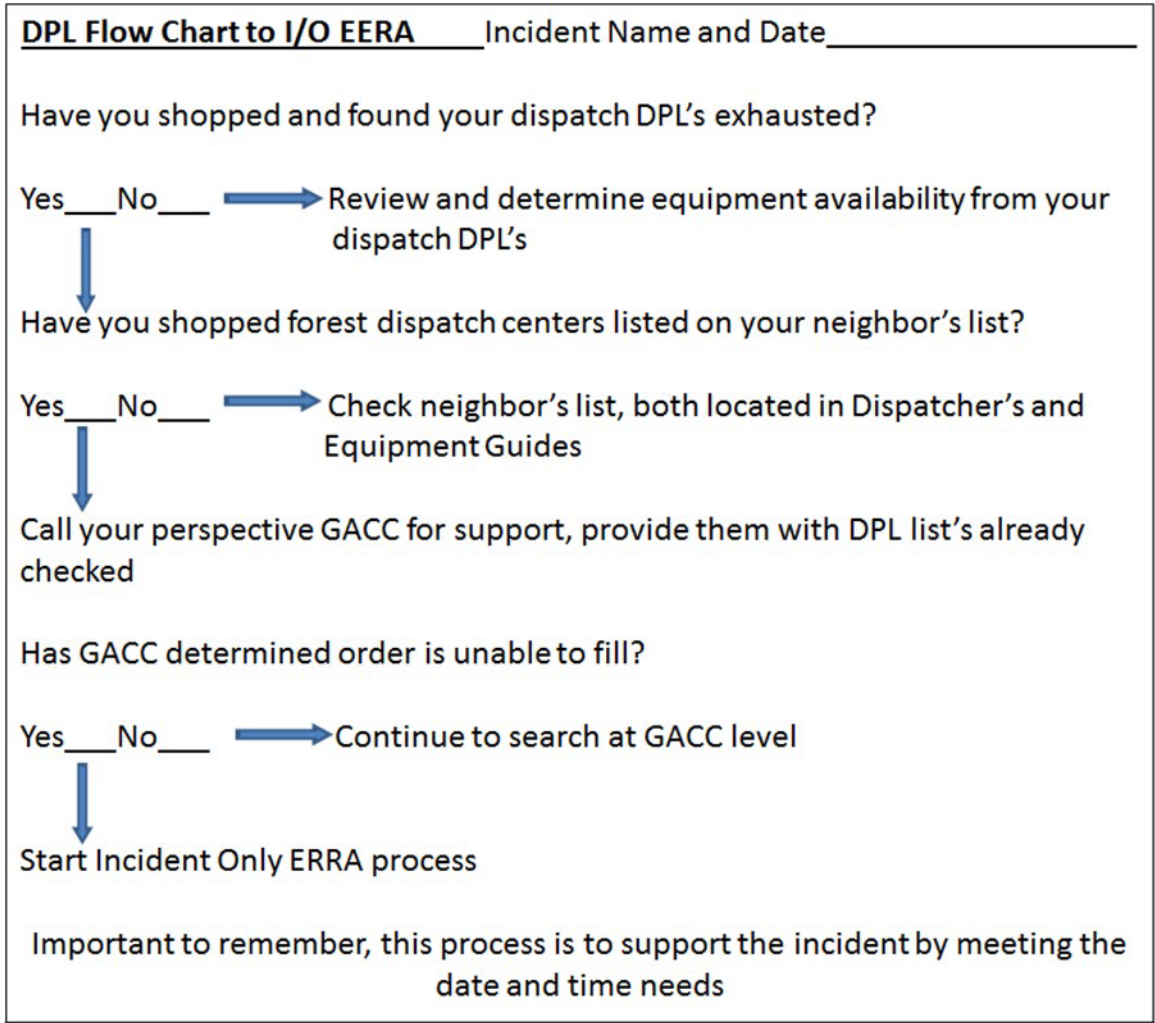 DPL Flow Chart to I/O EERA____Incident Name and Date__________________
Have you shopped and found your dispatch DPL's exhausted?
Yes___No___ Review and determine equipment availability from your
dispatch DPL's
Have you shopped forest dispatch centers listed on your neighbor's list?
Yes___No___ Check neighbor's list, both located in Dispatcher's and
Equipment Guides
Call your perspective GACC for support, provide them with DPL list's already
checked
Has GACC determined order is unable to fill?
Yes___No___ Continue to search at GACC level
Start Incident Only ERRA process
Important to remember, this process is to support the incident by meeting the
date and time needs